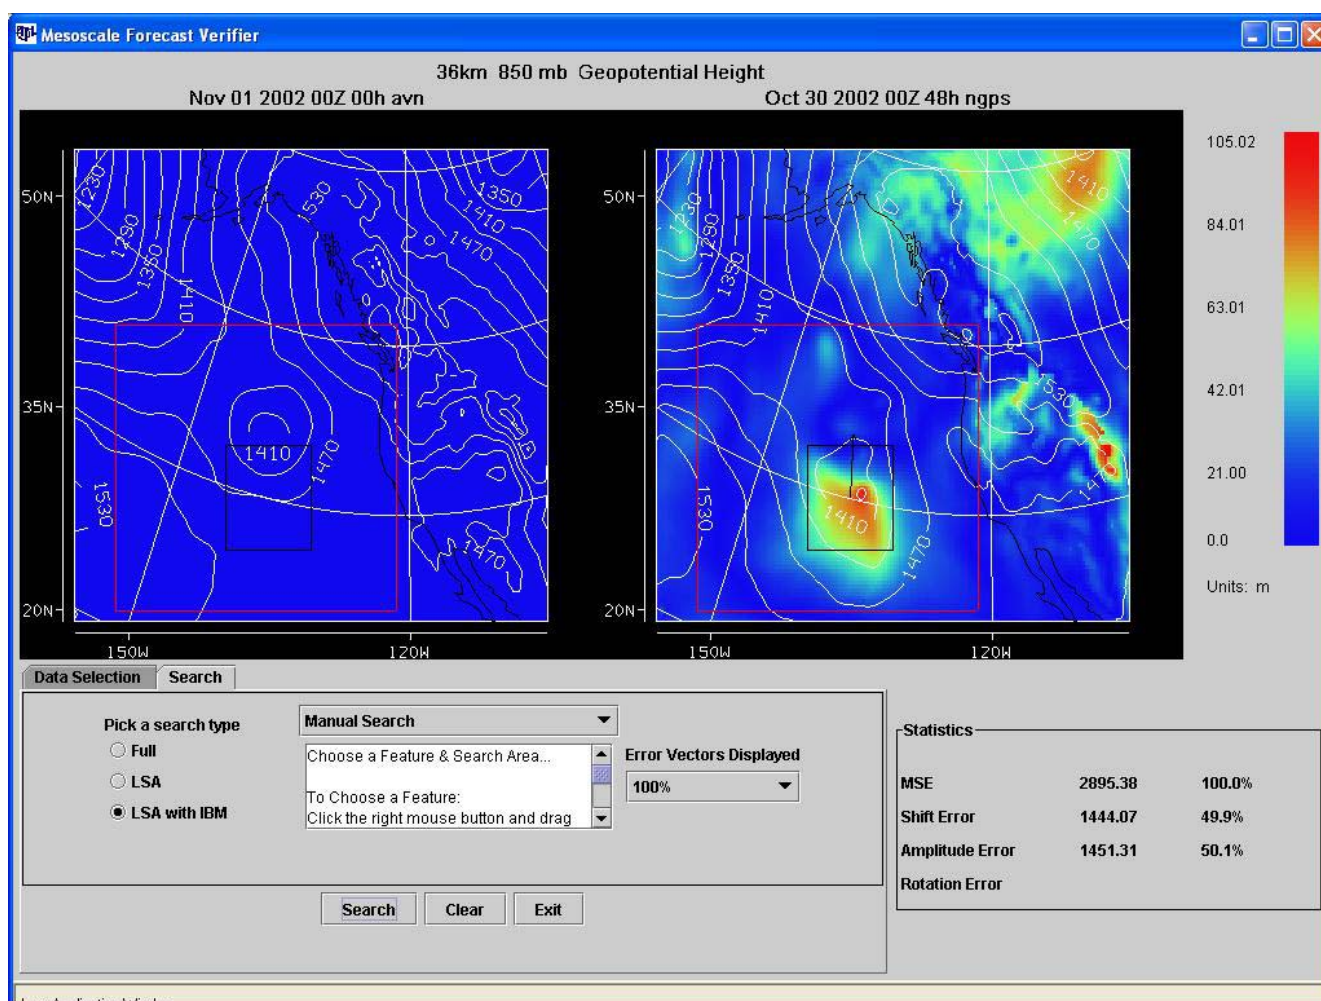 apl Mesoscale Forecast Verifier
36km 850 mb Geopotential Height
Nov 01 2002 00Z 00h avn
Oct 30 2002 00Z 48h ngps
50N
35N
20N
150W
120W
1230
1290
1350
1410
530
1350
1410
1470
1410
1470
1530
1470
50N
35N
20N
150W
120W
1230
1290
1350
1410
1410
1470
1530
1530
1410
1470
1470
105.02
84.01
63.01
42.01
21.00
0.0
Units: m
Data Selection
Search
Pick a search type
Full
LSA
LSA with IBM
Manual Search
Choose a Feature & Search Area...
To Choose a Feature:
Click the right mouse button and drag
Error Vectors Displayed
100%
Search
Clear
Exit
Statistics
MSE 2895.38 100.0%
Shift Error 1444.07 49.9%
Amplitude Error 1451.31 50.1%
Rotation Error